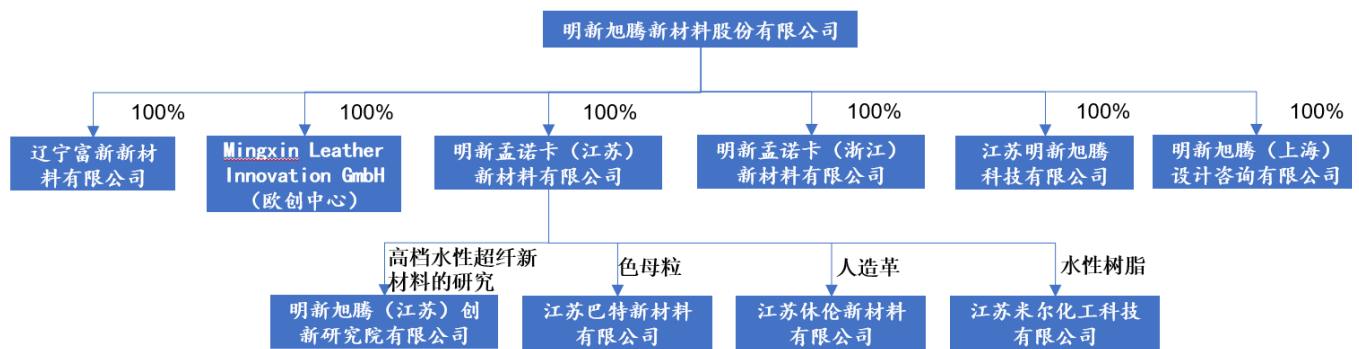 明新旭腾新材料股份有限公司
100%
100%
100%
100%
100%
100%
辽宁富新新材
料有限公司
Mingxin Leather
Innovation GmbH
（欧创中心）
明新孟诺卡（江苏）
新材料有限公司
明新孟诺卡（浙江）
新材料有限公司
江苏明新旭腾
科技有限公司
明新旭腾（上海）
设计咨询有限公司
高档水性超纤新
材料的研究
色母粒
人造革
水性树脂
明新旭腾（江苏）创
新研究院有限公司
江苏巴特新材料
有限公司
江苏休伦新材料
有限公司
江苏米尔化工科技
有限公司